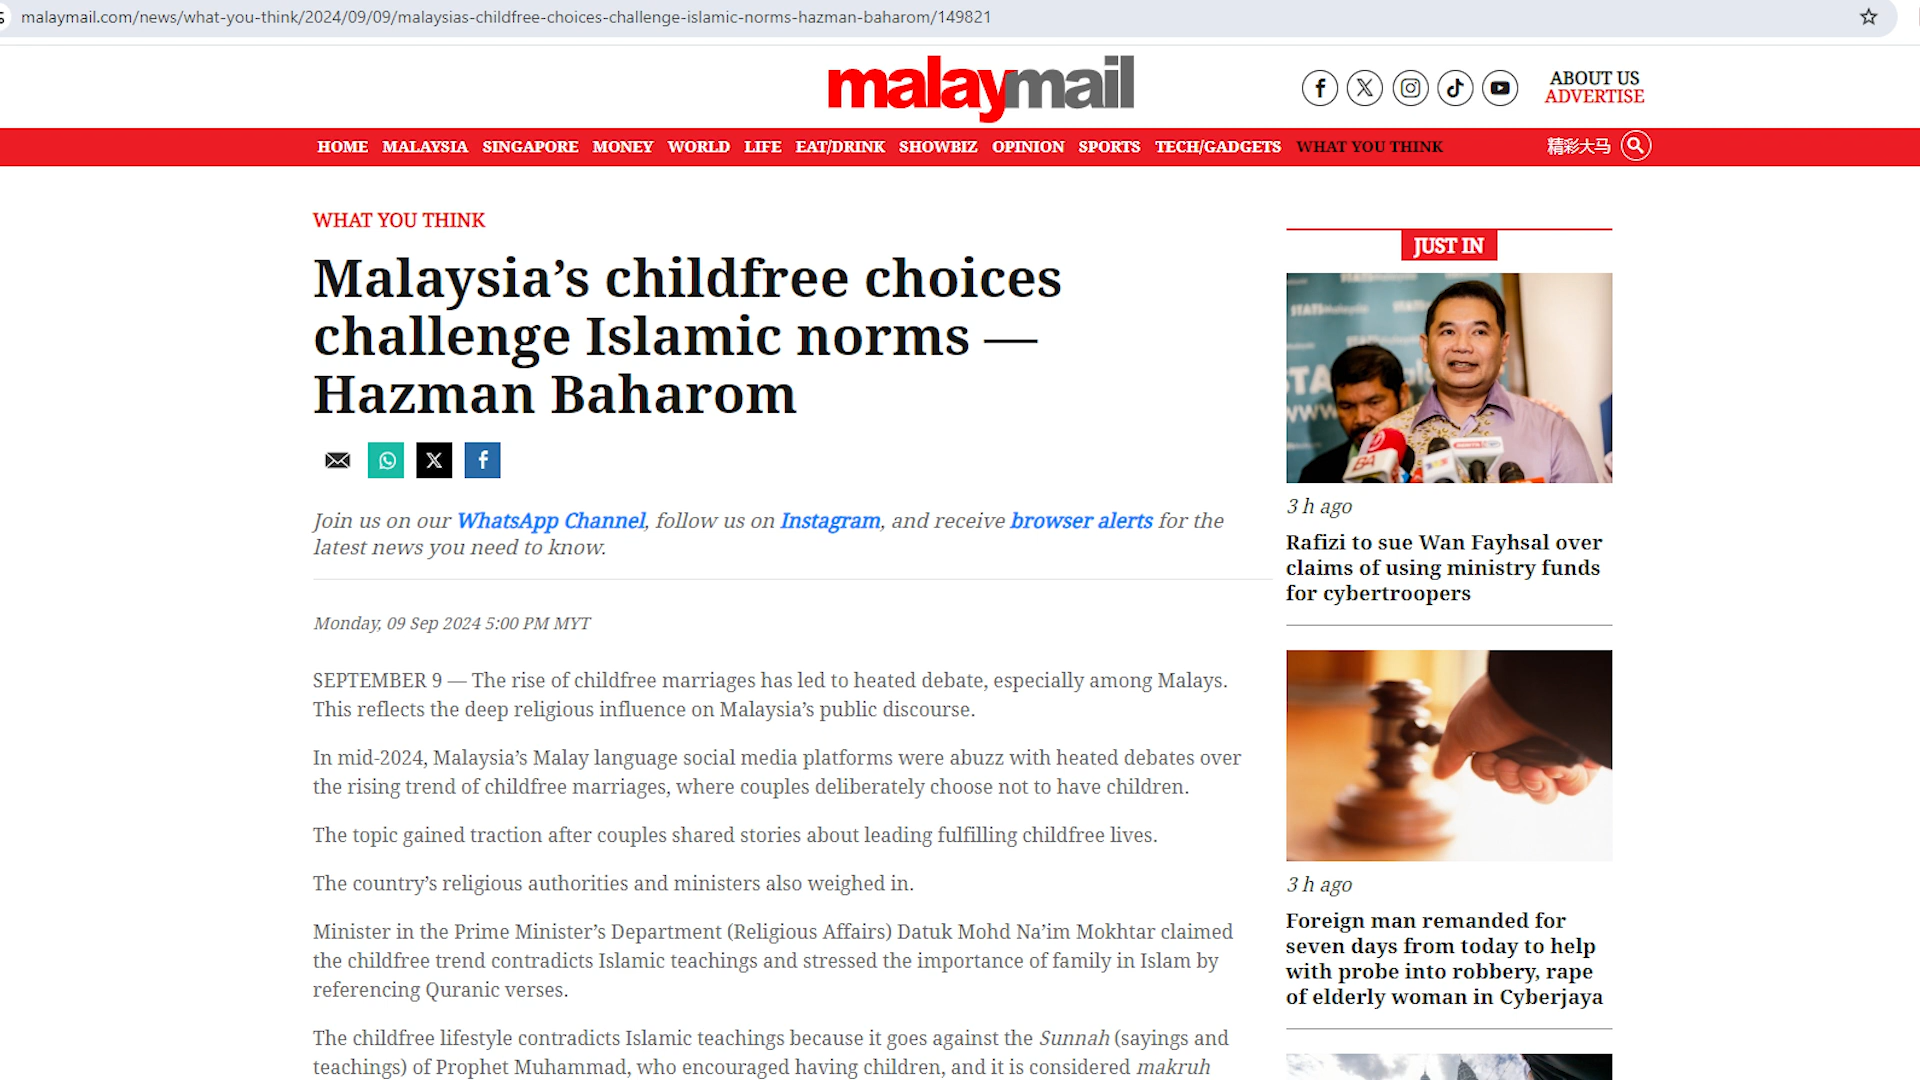 malaymail.com/news/what-you-think/2024/09/09/malaysias-childfree-choices-challenge-islamic-norms-hazman-baharom/149821
malaymail
ABOUT US
ADVERTISE
HOME MALAYSIA SINGAPORE MONEY WORLD LIFE EAT/DRINK SHOWBIZ OPINION SPORTS TECH/GADGETS WHAT YOU THINK 精彩大马
WHAT YOU THINK
Malaysia’s childfree choices
challenge Islamic norms —
Hazman Baharom
Join us on our WhatsApp Channel, follow us on Instagram, and receive browser alerts for the
latest news you need to know.
Monday, 09 Sep 2024 5:00 PM MYT
SEPTEMBER 9 — The rise of childfree marriages has led to heated debate, especially among Malays.
This reflects the deep religious influence on Malaysia’s public discourse.
In mid-2024, Malaysia’s Malay language social media platforms were abuzz with heated debates over
the rising trend of childfree marriages, where couples deliberately choose not to have children.
The topic gained traction after couples shared stories about leading fulfilling childfree lives.
The country’s religious authorities and ministers also weighed in.
Minister in the Prime Minister’s Department (Religious Affairs) Datuk Mohd Na’im Mokhtar claimed
the childfree trend contradicts Islamic teachings and stressed the importance of family in Islam by
referencing Quranic verses.
The childfree lifestyle contradicts Islamic teachings because it goes against the Sunnah (sayings and
teachings) of Prophet Muhammad, who encouraged having children, and it is considered makruh
JUST IN
3 h ago
Rafizi to sue Wan Fayhsal over
claims of using ministry funds
for cybertroopers
3 h ago
Foreign man remanded for
seven days from today to help
with probe into robbery, rape
of elderly woman in Cyberjaya